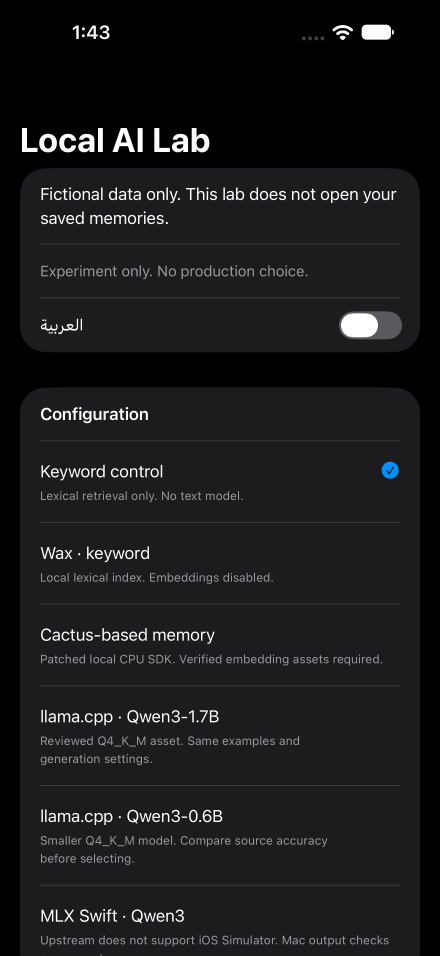 1:43
Local AI Lab
Fictional data only. This lab does not open your
saved memories.
Experiment only. No production choice.
العربية
Configuration
Keyword control
Lexical retrieval only. No text model.
Wax · keyword
Local lexical index. Embeddings disabled.
Cactus-based memory
Patched local CPU SDK. Verified embedding assets required.
llama.cpp · Qwen3-1.7B
Reviewed Q4_K_M asset. Same examples and
generation settings.
llama.cpp · Qwen3-0.6B
Smaller Q4_K_M model. Compare source accuracy
before selecting.
MLX Swift · Qwen3
Upstream does not support iOS Simulator. Mac output checks